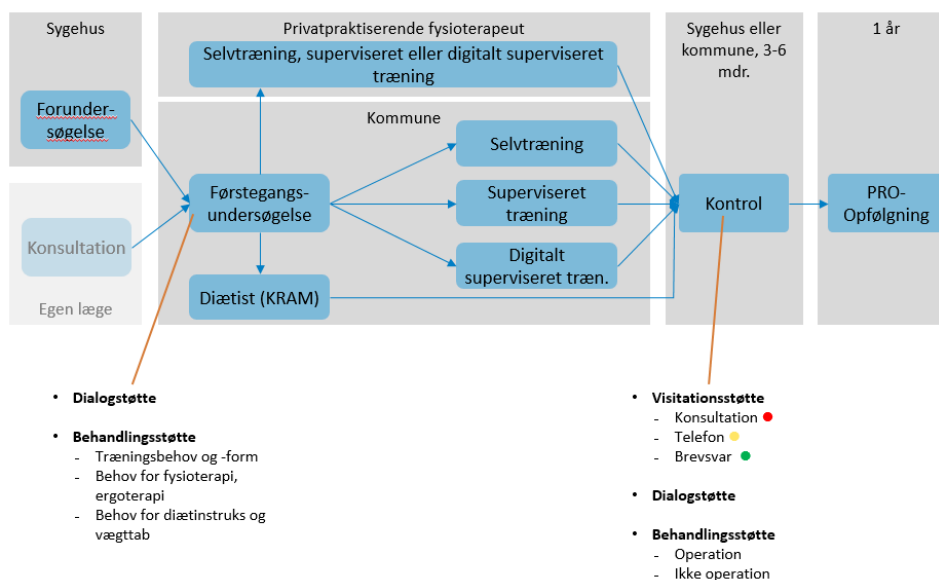 Sygehus
Forunder-
søgelse
Konsultation
Egen læge
Privatpraktiserende fysioterapeut
Selvtræning, superviseret eller digitalt superviseret
træning.
Kommune
Førstegangs-
undersøgelse
Diætist (KRAM)
Selvtræning
Superviseret
træning
Digitalt
superviseret træn.
Sygehus eller
kommune, 3-6
mdr.
Kontrol
1 år
PRO-
Opfølgning
• Dialogstøtte
• Behandlingsstøtte
- Træningsbehov og -form
- Behov for fysioterapi,
ergoterapi
- Behov for diætinstruks og
vægttab
• Visitationsstøtte
- Konsultation
- Telefon
- Brevsvar
• Dialogstøtte
• Behandlingsstøtte
- Operation
- Ikke operation